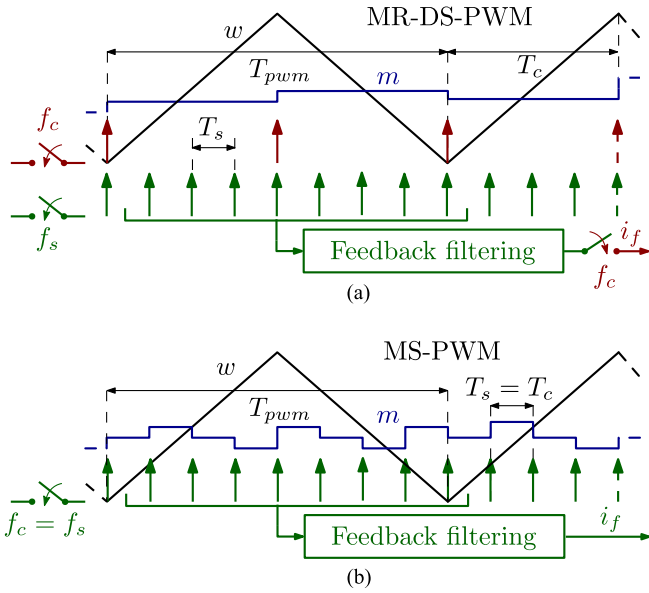 MR-DS-PWM
w
T_pwm
m
T_c
f_c
T_s
f_s
Feedback filtering
i_f
f_c
(a)
MS-PWM
w
T_s = T_c
T_pwm
m
f_c = f_s
Feedback filtering
i_f
(b)